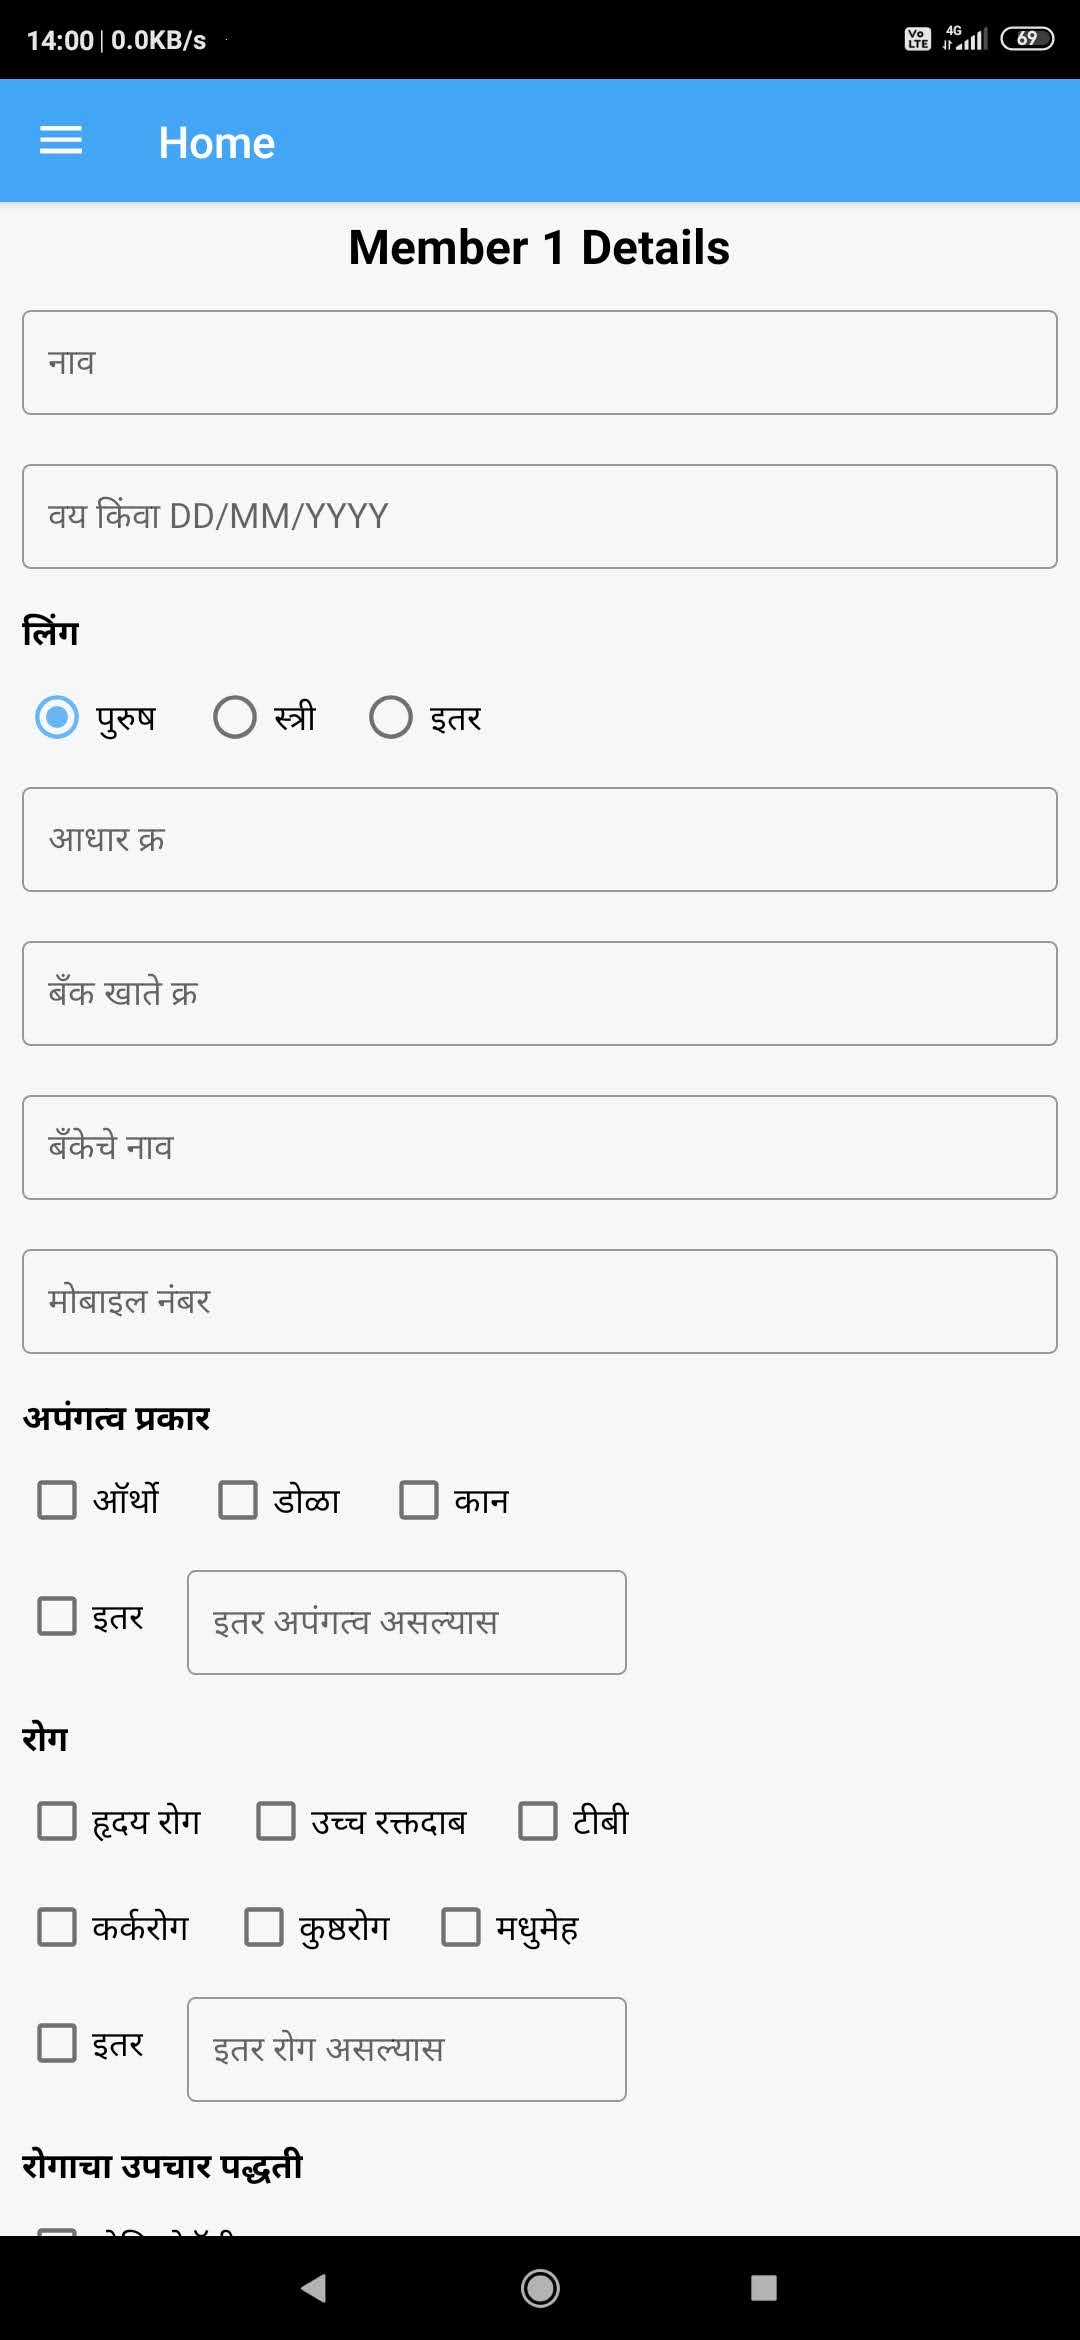 14:00 | 0.0KB/s
Vo LTE 4G 69
Home
Member 1 Details
नाव
वय किंवा DD/MM/YYYY
लिंग
पुरुष स्त्री इतर
आधार क्र
बँक खाते क्र
बँकेचे नाव
मोबाइल नंबर
अपंगत्व प्रकार
ऑर्थो डोळा कान
इतर इतर अपंगत्व असल्यास
रोग
हृदय रोग उच्च रक्तदाब टीबी
कर्करोग कुष्ठरोग मधुमेह
इतर इतर रोग असल्यास
रोगाचा उपचार पद्धती